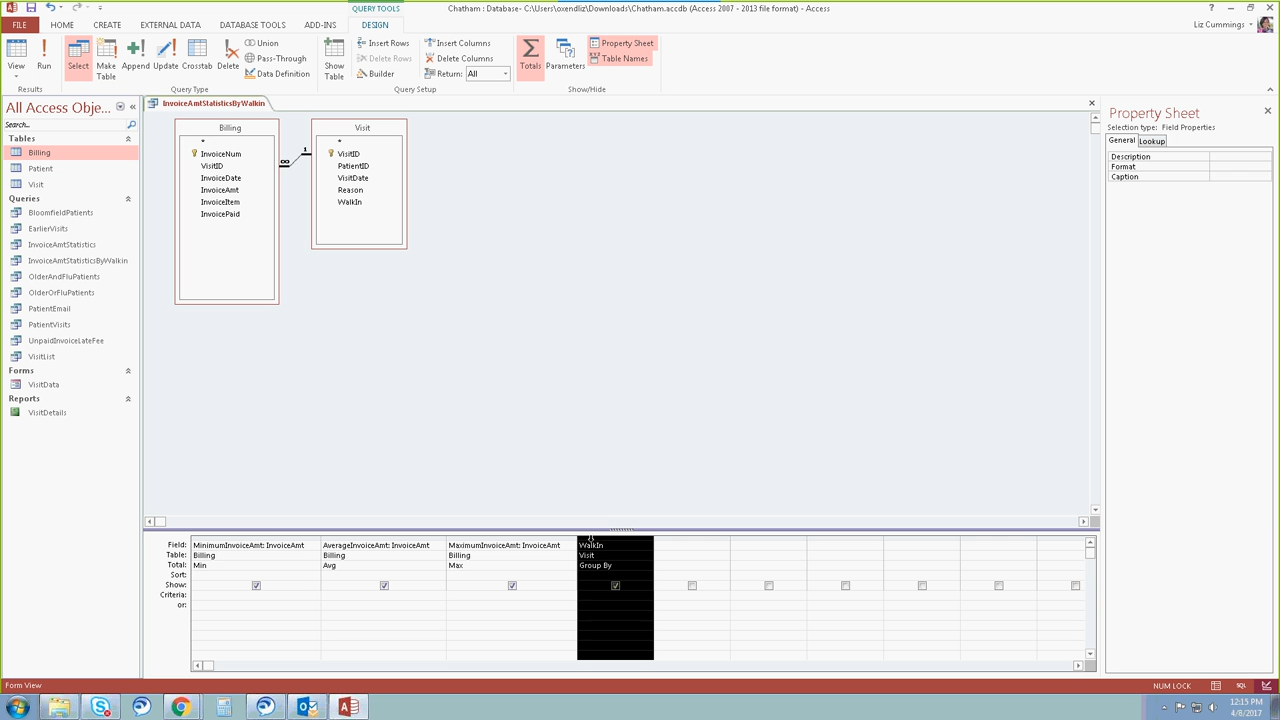 QUERY TOOLS
Chatham : Database- C:\Users\oxendliz\Downloads\Chatham.accdb (Access 2007 - 2013 file format) - Access
FILE HOME CREATE EXTERNAL DATA DATABASE TOOLS ADD-INS DESIGN
Liz Cummings
View
Run
Results
Select
Make Table
Append
Update
Crosstab
Delete
Union
Pass-Through
Data Definition
Query Type
Show Table
Insert Rows
Delete Rows
Builder
Insert Columns
Delete Columns
Return: All
Query Setup
Totals
Parameters
Property Sheet
Table Names
Show/Hide
All Access Obje...
Search...
Tables
Billing
Patient
Visit
Queries
BloomfieldPatients
EarlierVisits
InvoiceAmtStatistics
InvoiceAmtStatisticsByWalkin
OlderAndFluPatients
OlderOrFluPatients
PatientEmail
PatientVisits
UnpaidInvoiceLateFee
VisitList
Forms
VisitData
Reports
VisitDetails
InvoiceAmtStatisticsByWalkin
Billing
*
InvoiceNum
VisitID
InvoiceDate
InvoiceAmt
InvoiceItem
InvoicePaid
∞ 1
Visit
*
VisitID
PatientID
VisitDate
Reason
WalkIn
Property Sheet
Selection type: Field Properties
General Lookup
Description
Format
Caption
Field: MinimumInvoiceAmt: InvoiceAmt MaximumInvoiceAmt: InvoiceAmt WalkIn
Table: Billing Billing Billing Visit
Total: Min Avg Max Group By
Sort:
Show:
Criteria:
or:
Form View
NUM LOCK
SQL
12:15 PM
4/8/2017